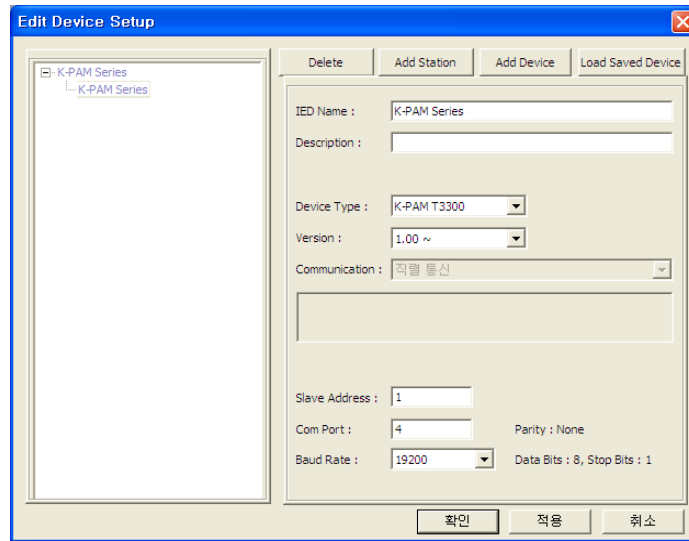 Edit Device Setup
K-PAM Series
K-PAM Series
Delete
Add Station
Add Device
Load Saved Device
IED Name :
K-PAM Series
Description :
Device Type :
K-PAM T3300
Version :
1.00 ~
Communication :
직렬 통신
Slave Address :
1
Com Port :
4
Parity : None
Baud Rate :
19200
Data Bits : 8, Stop Bits : 1
확인
적용
취소